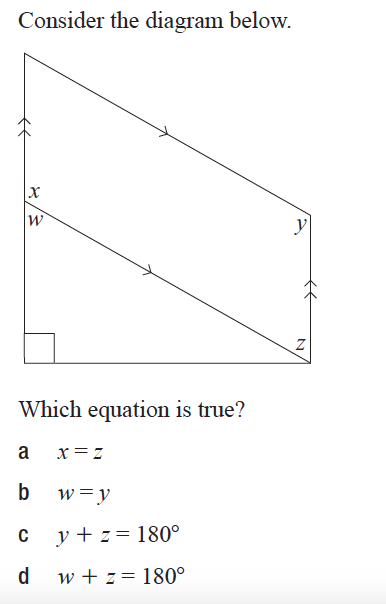 Consider the diagram below.
x
w
y
z
Which equation is true?
a x = z
b w = y
c y + z = 180°
d w + z = 180°